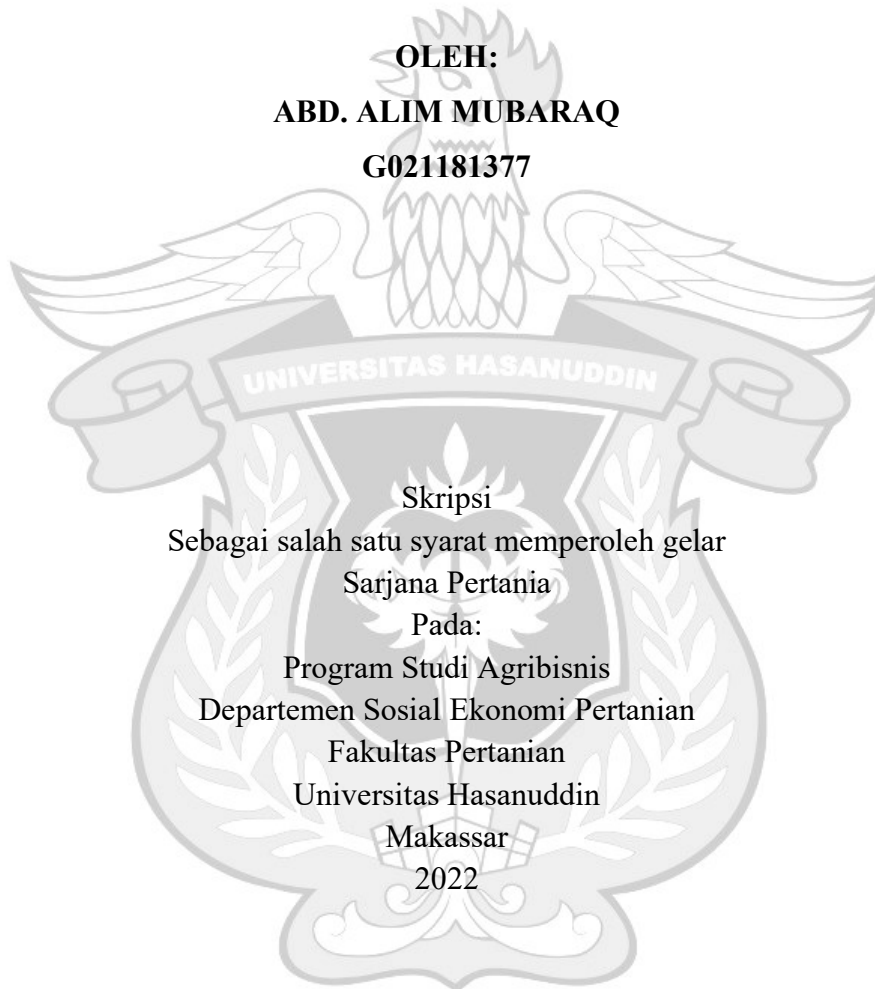 OLEH:
ABD. ALIM MUBARAQ
G021181377
UNIVERSITAS HASANUDDIN
Skripsi
Sebagai salah satu syarat memperoleh gelar
Sarjana Pertania
Pada:
Program Studi Agribisnis
Departemen Sosial Ekonomi Pertanian
Fakultas Pertanian
Universitas Hasanuddin
Makassar
2022